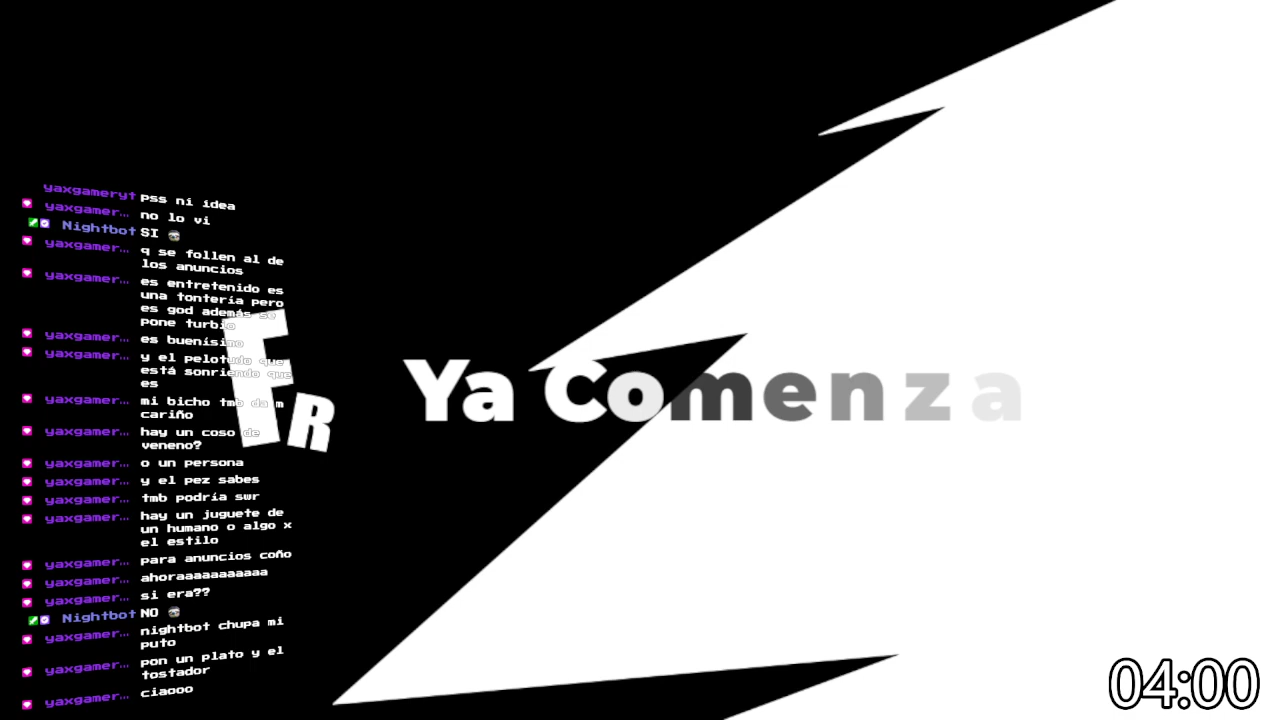 yaxgameryt pss ni idea
yaxgamer... no lo vi
Nightbot SI
yaxgamer... q se follen al de
los anuncios
yaxgamer... es entretenido es
una tontería pero
es god además se
pone turbio
yaxgamer... es buenísimo
yaxgamer... y el pelotudo que
está sonriendo que
es
yaxgamer... mi bicho tmb da m
cariño
yaxgamer... hay un coso de
veneno?
yaxgamer... o un persona
yaxgamer... y el pez sabes
yaxgamer... tmb podría swr
yaxgamer... hay un juguete de
un humano o algo x
el estilo
yaxgamer... para anuncios coño
yaxgamer... ahoraaaaaaaaaaa
yaxgamer... si era??
Nightbot NO
yaxgamer... nightbot chupa mi
puto
yaxgamer... pon un plato y el
tostador
yaxgamer... ciaooo
ER
Ya Comenza
04:00